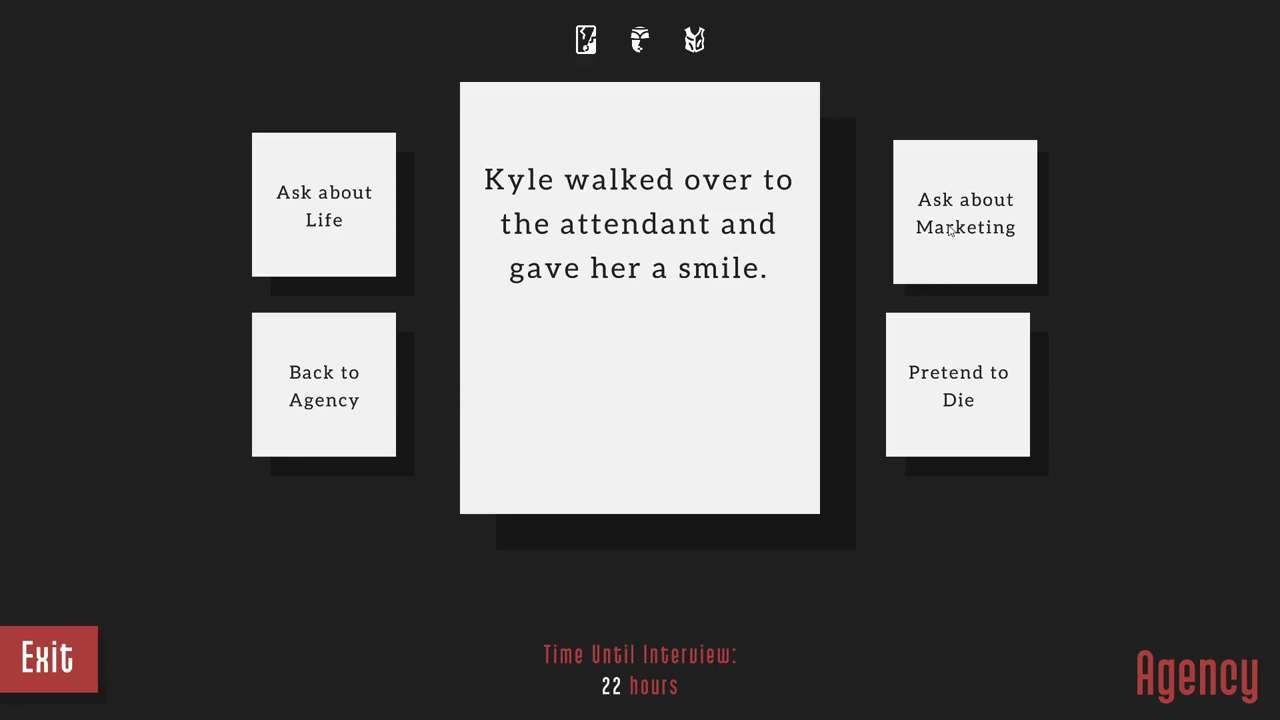 Kyle walked over to
the attendant and
gave her a smile.
Ask about
Life
Ask about
Marketing
Back to
Agency
Pretend to
Die
Exit
Time Until Interview:
22 hours
Agency